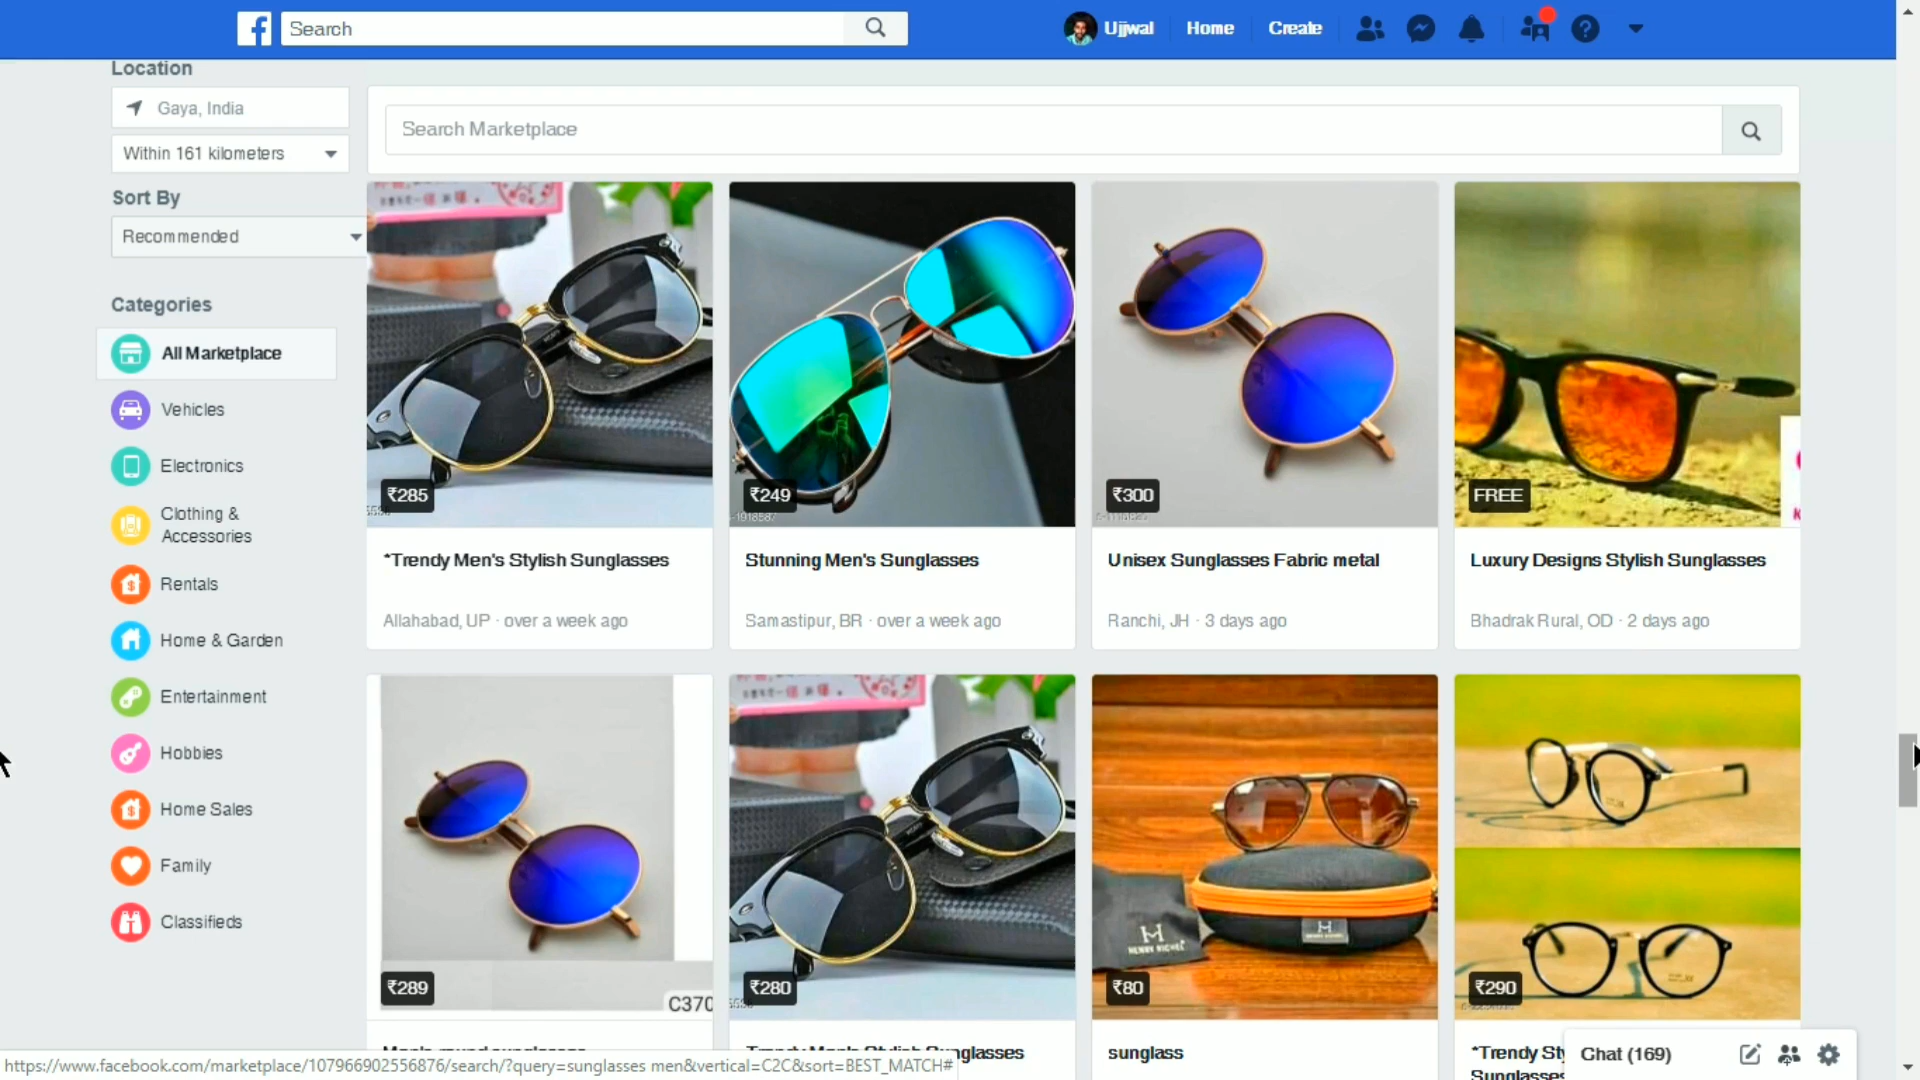 Search
Ujjwal
Home
Create
Location
Gaya, India
Within 161 kilometers
Sort By
Recommended
Categories
All Marketplace
Vehicles
Electronics
Clothing &
Accessories
Rentals
Home & Garden
Entertainment
Hobbies
Home Sales
Family
Classifieds
Search Marketplace
₹285
*Trendy Men's Stylish Sunglasses
Allahabad, UP · over a week ago
₹249
Stunning Men's Sunglasses
Samastipur, BR · over a week ago
₹300
Unisex Sunglasses Fabric metal
Ranchi, JH · 3 days ago
FREE
Luxury Designs Stylish Sunglasses
Bhadrak Rural, OD · 2 days ago
₹289
C370
₹280
H
HENRY RICHEL
₹80
sunglass
₹290
*Trendy
Chat (169)
https://www.facebook.com/marketplace/107966902556876/search/?query=sunglasses men&vertical=C2C&sort=BEST_MATCH#